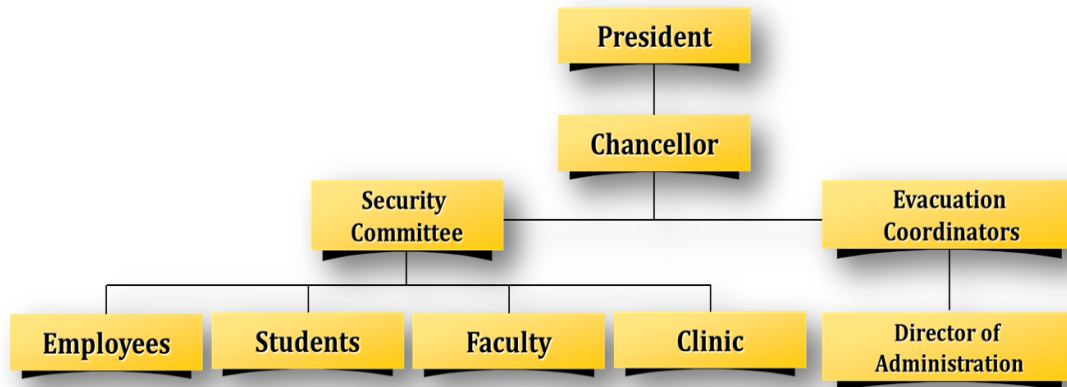 President
Chancellor
Security
Committee
Evacuation
Coordinators
Employees
Students
Faculty
Clinic
Director of
Administration